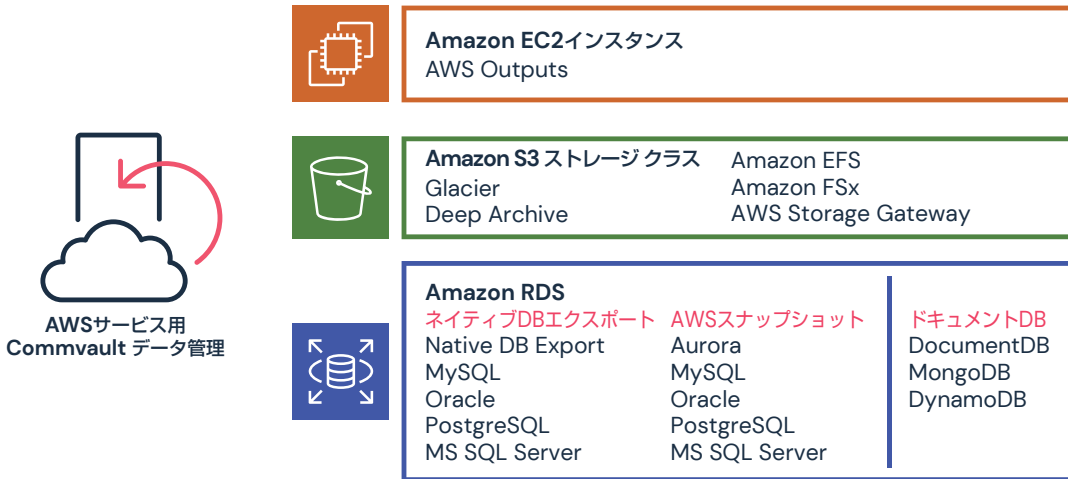 Amazon EC2インスタンス
AWS Outputs
Amazon S3 ストレージ クラス
Glacier
Deep Archive
Amazon EFS
Amazon FSx
AWS Storage Gateway
AWSサービス用
Commvault データ管理
Amazon RDS
ネイティブDBエクスポート
Native DB Export
MySQL
Oracle
PostgreSQL
MS SQL Server
AWSスナップショット
Aurora
MySQL
Oracle
PostgreSQL
MS SQL Server
ドキュメントDB
DocumentDB
MongoDB
DynamoDB